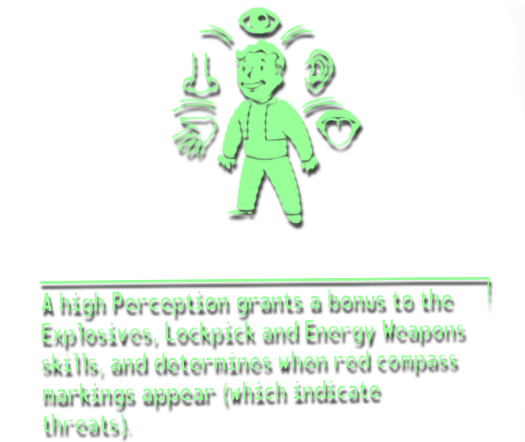 A high Perception grants a bonus to the
Explosives, Lockpick and Energy Weapons
skills, and determines when red compass
markings appear (which indicate
threats).